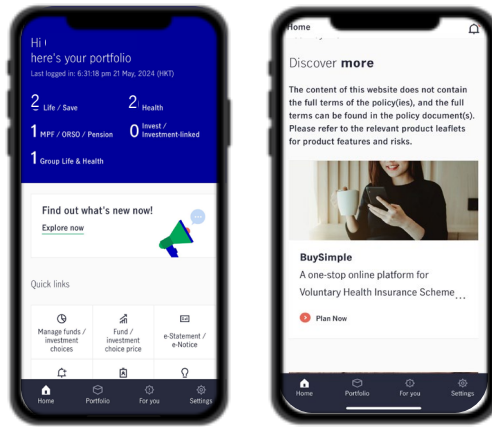 Hi
here's your portfolio
Last logged in: 6:31:18 pm 21 May, 2024 (HKT)
2 Life / Save
2 Health
1 MPF / ORSO / Pension
0 Invest /
Investment-linked
1 Group Life & Health
Find out what's new now!
Explore now
Quick links
Manage funds /
investment
choices
Fund /
investment
choice price
e-Statement /
e-Notice
Home
Portfolio
For you
Settings
Home
Discover more
The content of this website does not contain
the full terms of the policy(ies), and the full
terms can be found in the policy document(s).
Please refer to the relevant product leaflets
for product features and risks.
BuySimple
A one-stop online platform for
Voluntary Health Insurance Scheme...
Plan Now
Home
Portfolio
For you
Settings